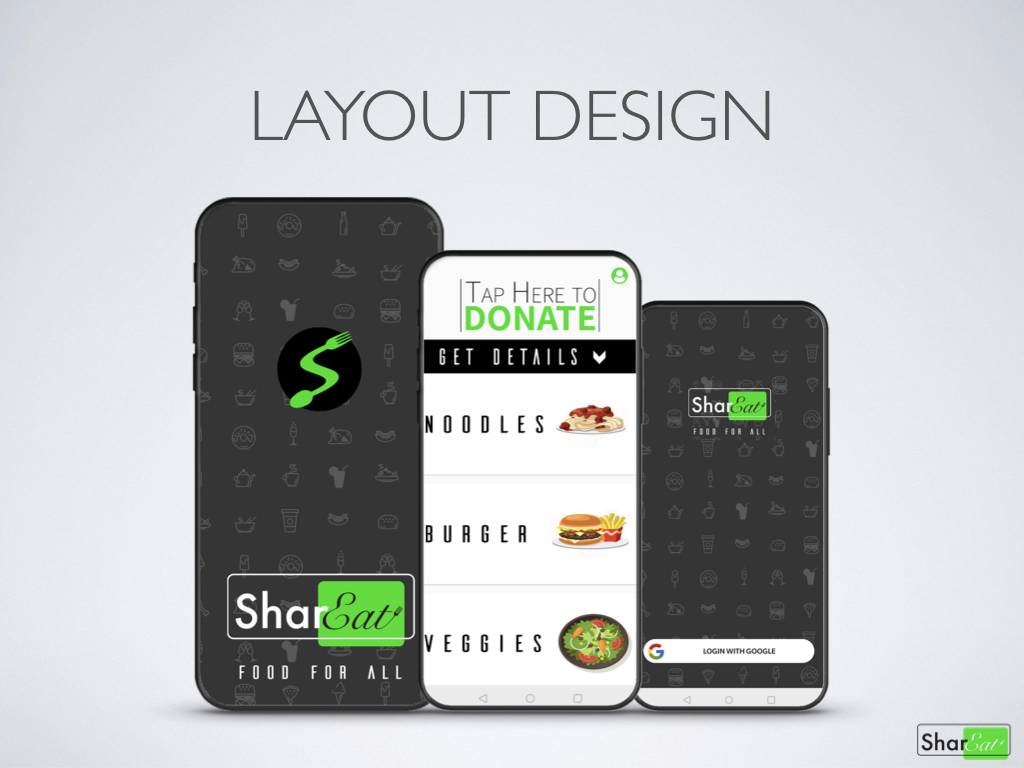 LAYOUT DESIGN
SharEat
FOOD FOR ALL
TAP HERE TO
DONATE
GET DETAILS
NOODLES
BURGER
VEGGIES
SharEat
FOOD FOR ALL
LOGIN WITH GOOGLE
SharEat